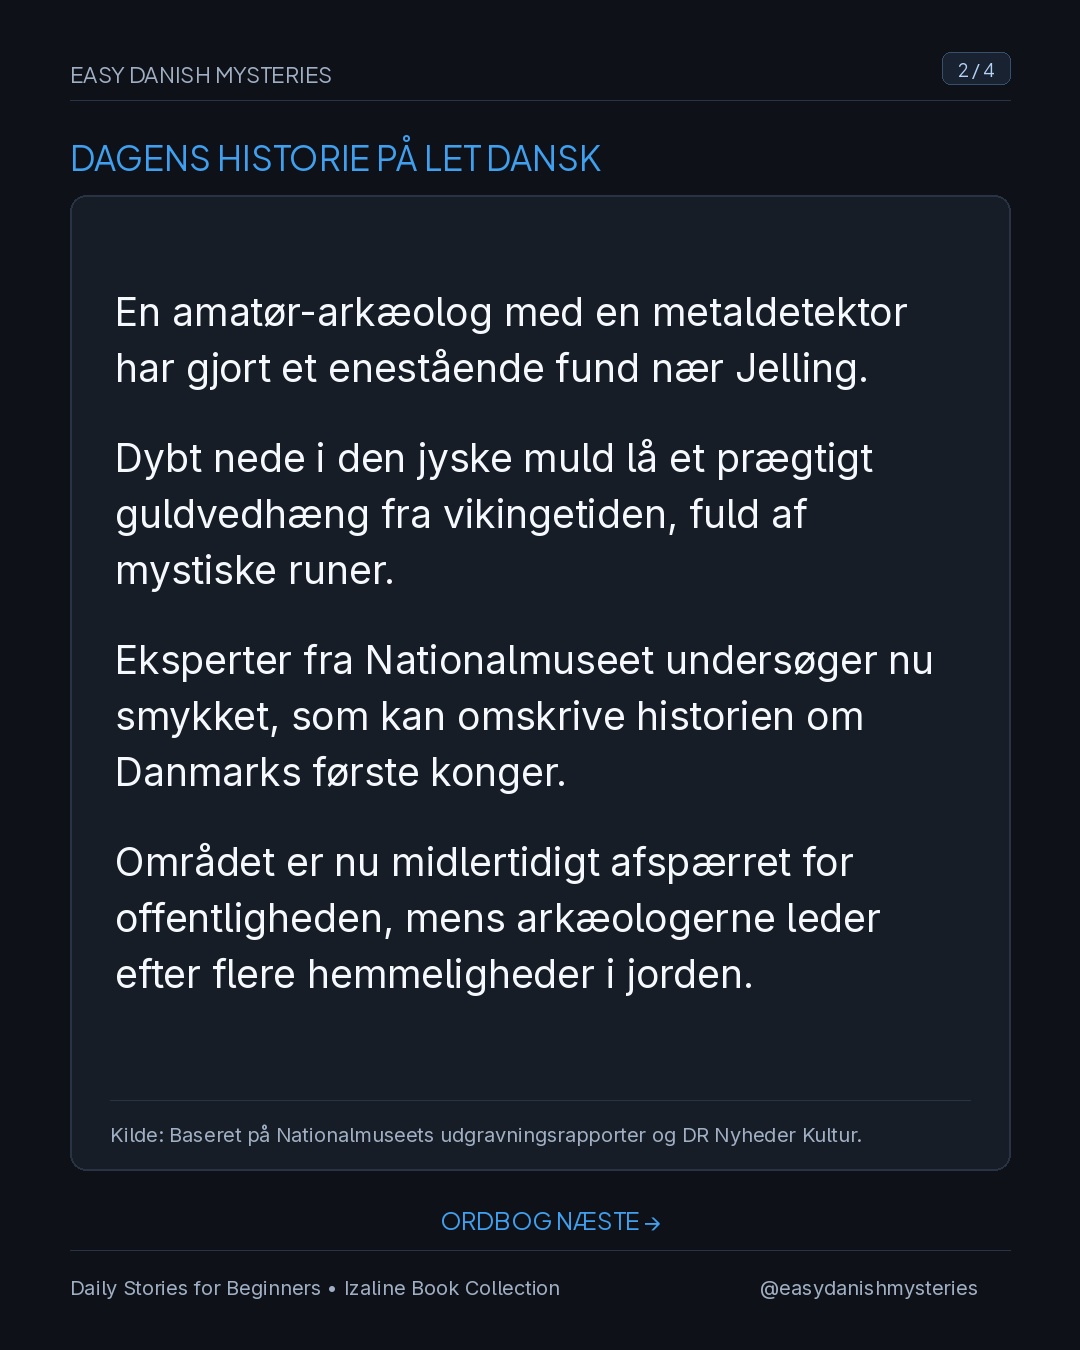 EASY DANISH MYSTERIES
2/4
DAGENS HISTORIE PÅ LET DANSK
En amatør-arkæolog med en metaldetektor
har gjort et enestående fund nær Jelling.
Dybt nede i den jyske muld lå et prægtigt
guldvedhæng fra vikingetiden, fuld af
mystiske runer.
Eksperter fra Nationalmuseet undersøger nu
smykket, som kan omskrive historien om
Danmarks første konger.
Området er nu midlertidigt afspærret for
offentligheden, mens arkæologerne leder
efter flere hemmeligheder i jorden.
Kilde: Baseret på Nationalmuseets udgravningsrapporter og DR Nyheder Kultur.
ORDBOG NÆSTE →
Daily Stories for Beginners • Izaline Book Collection
@easydanishmysteries